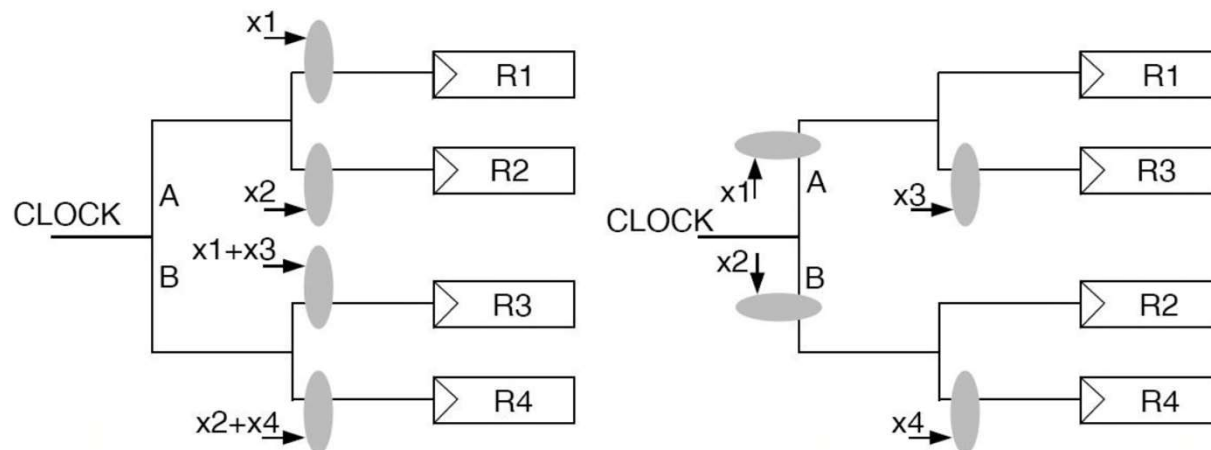 x1
R1
x2
R2
A
CLOCK
B
x1+x3
R3
x2+x4
R4
R1
x1
A
x3
R3
CLOCK
x2
B
R2
x4
R4